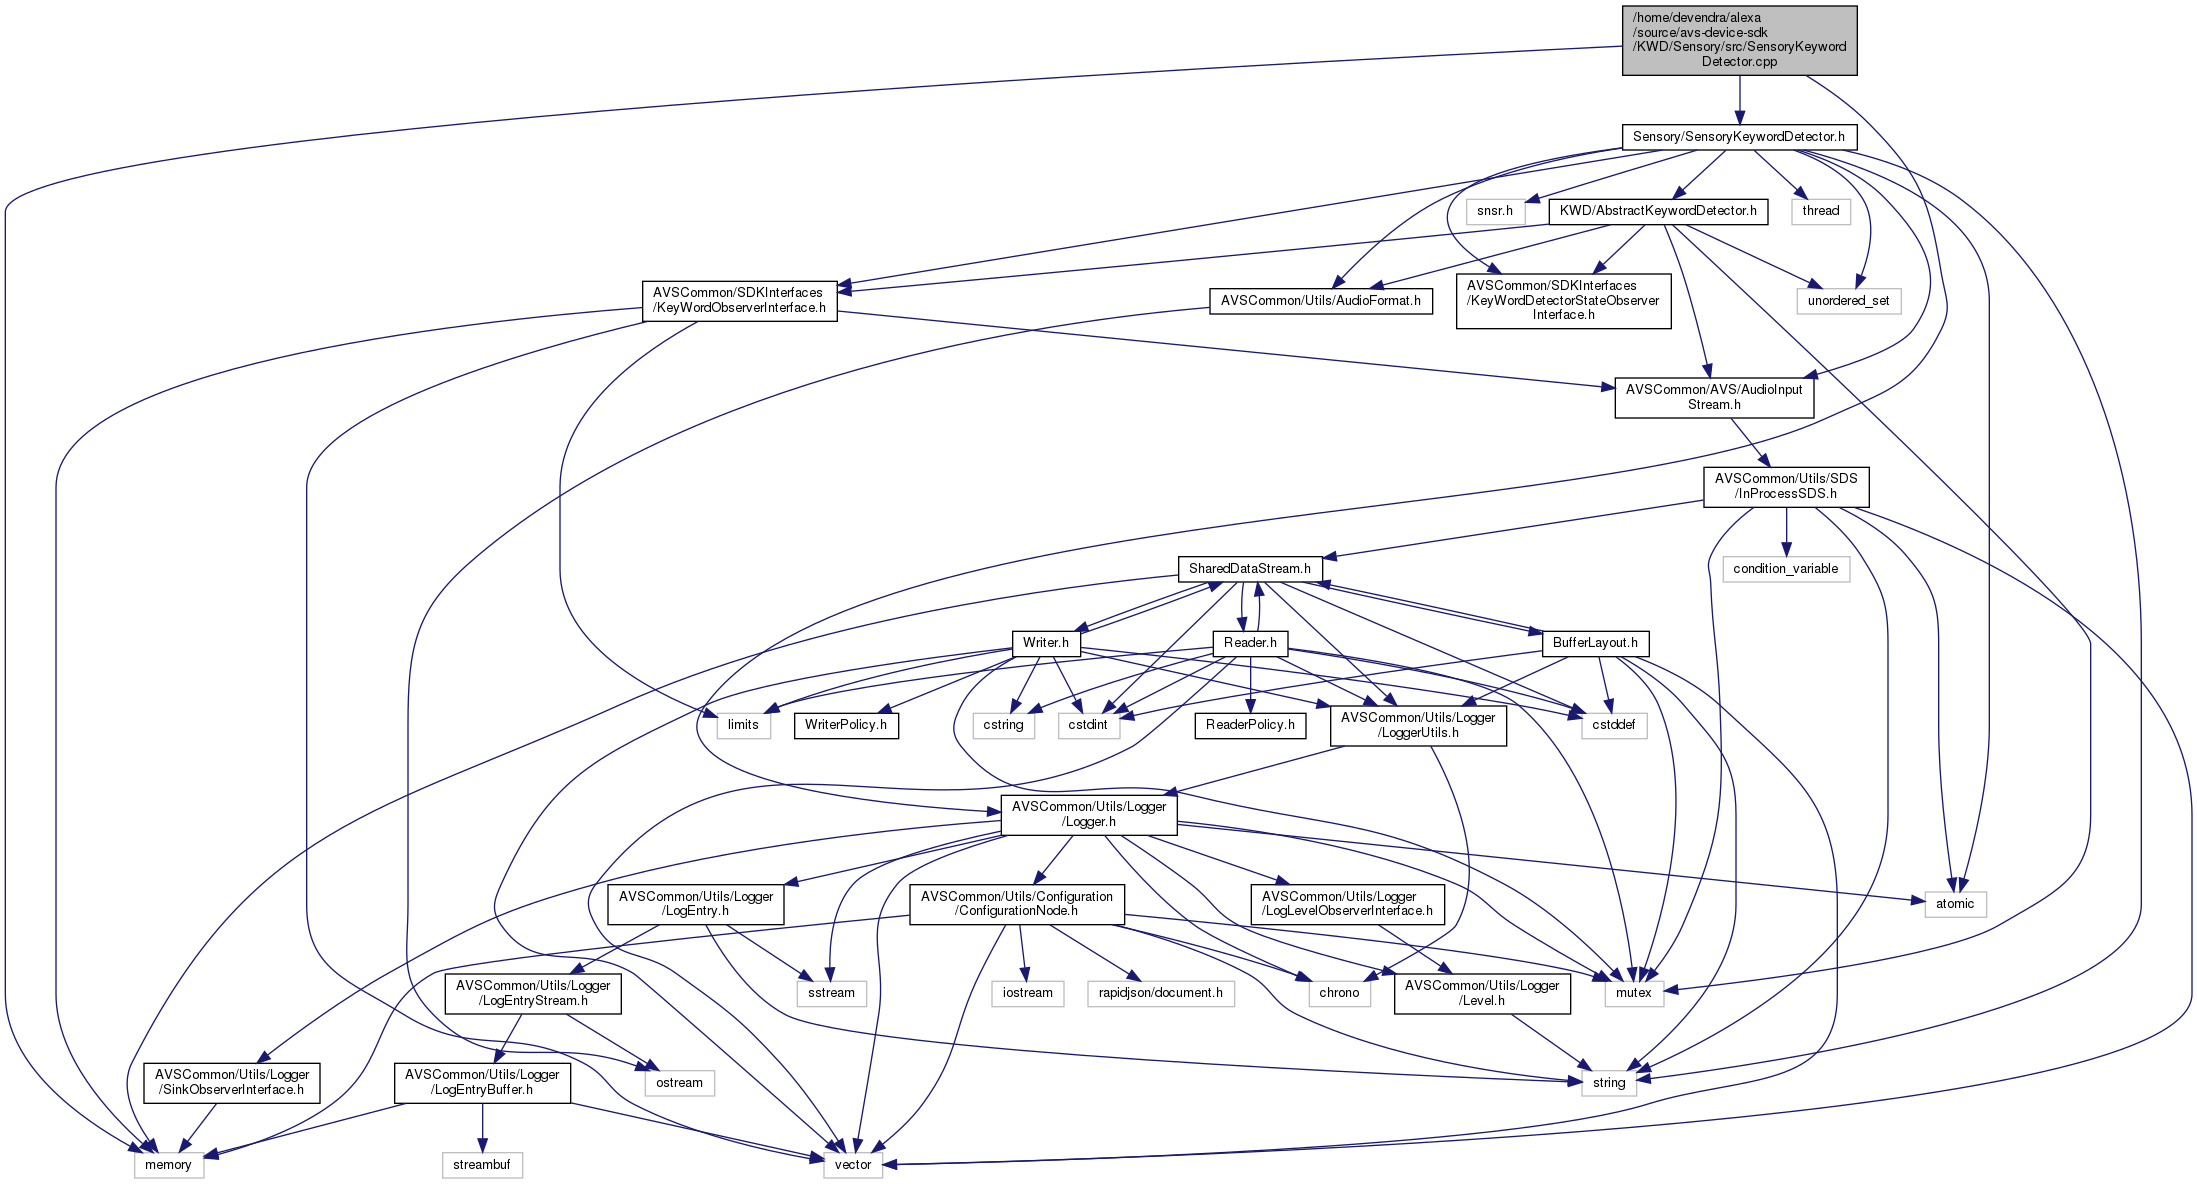 /home/devendra/alexa
/source/avs-device-sdk
/KWD/Sensory/src/SensoryKeyword
Detector.cpp
Sensory/SensoryKeywordDetector.h
snsr.h
KWD/AbstractKeywordDetector.h
thread
AVSCommon/SDKInterfaces
/KeyWordObserverInterface.h
AVSCommon/Utils/AudioFormat.h
AVSCommon/SDKInterfaces
/KeyWordDetectorStateObserver
Interface.h
unordered_set
AVSCommon/AVS/AudioInput
Stream.h
AVSCommon/Utils/SDS
/InProcessSDS.h
SharedDataStream.h
condition_variable
Writer.h
Reader.h
BufferLayout.h
limits
WriterPolicy.h
cstring
cstdint
ReaderPolicy.h
AVSCommon/Utils/Logger
/LoggerUtils.h
cstddef
AVSCommon/Utils/Logger
/Logger.h
AVSCommon/Utils/Logger
/LogEntry.h
AVSCommon/Utils/Configuration
/ConfigurationNode.h
AVSCommon/Utils/Logger
/LogLevelObserverInterface.h
atomic
AVSCommon/Utils/Logger
/LogEntryStream.h
sstream
iostream
rapidjson/document.h
chrono
AVSCommon/Utils/Logger
/Level.h
mutex
AVSCommon/Utils/Logger
/SinkObserverInterface.h
AVSCommon/Utils/Logger
/LogEntryBuffer.h
ostream
string
memory
streambuf
vector